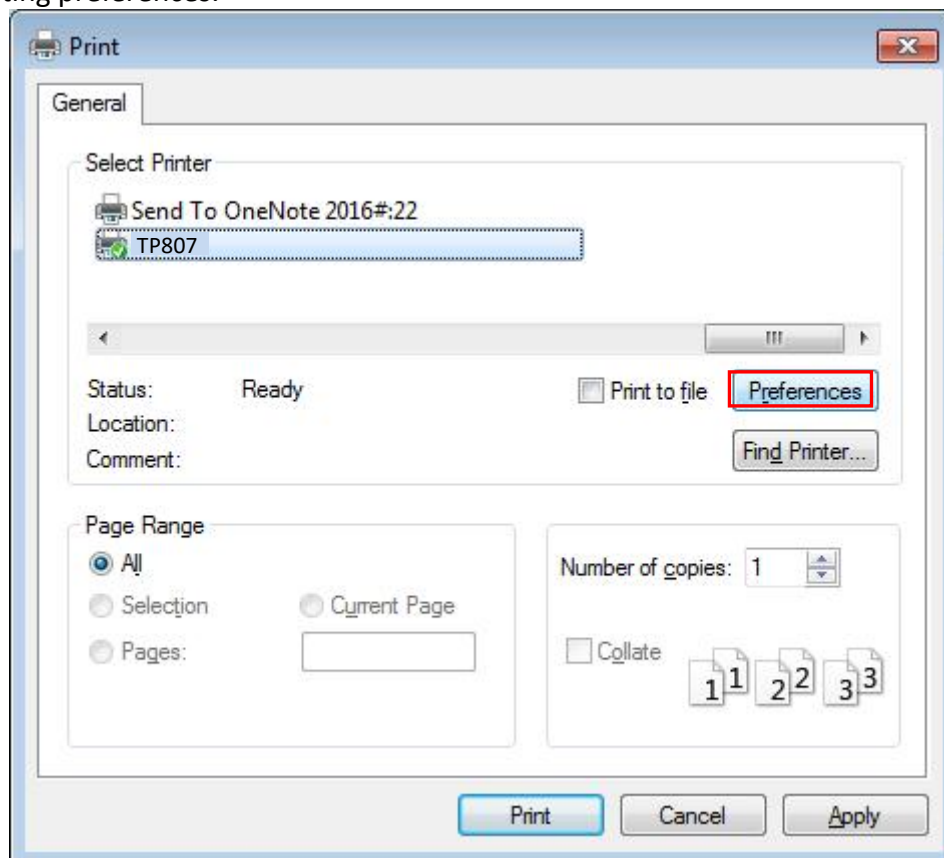 ting preferences.
Print
General
Select Printer
Send To OneNote 2016#:22
TP807
Status: Ready
Print to file
Preferences
Location:
Comment:
Find Printer...
Page Range
All
Selection
Current Page
Pages:
Number of copies: 1
Collate
1 1 2 2 3 3
Print
Cancel
Apply